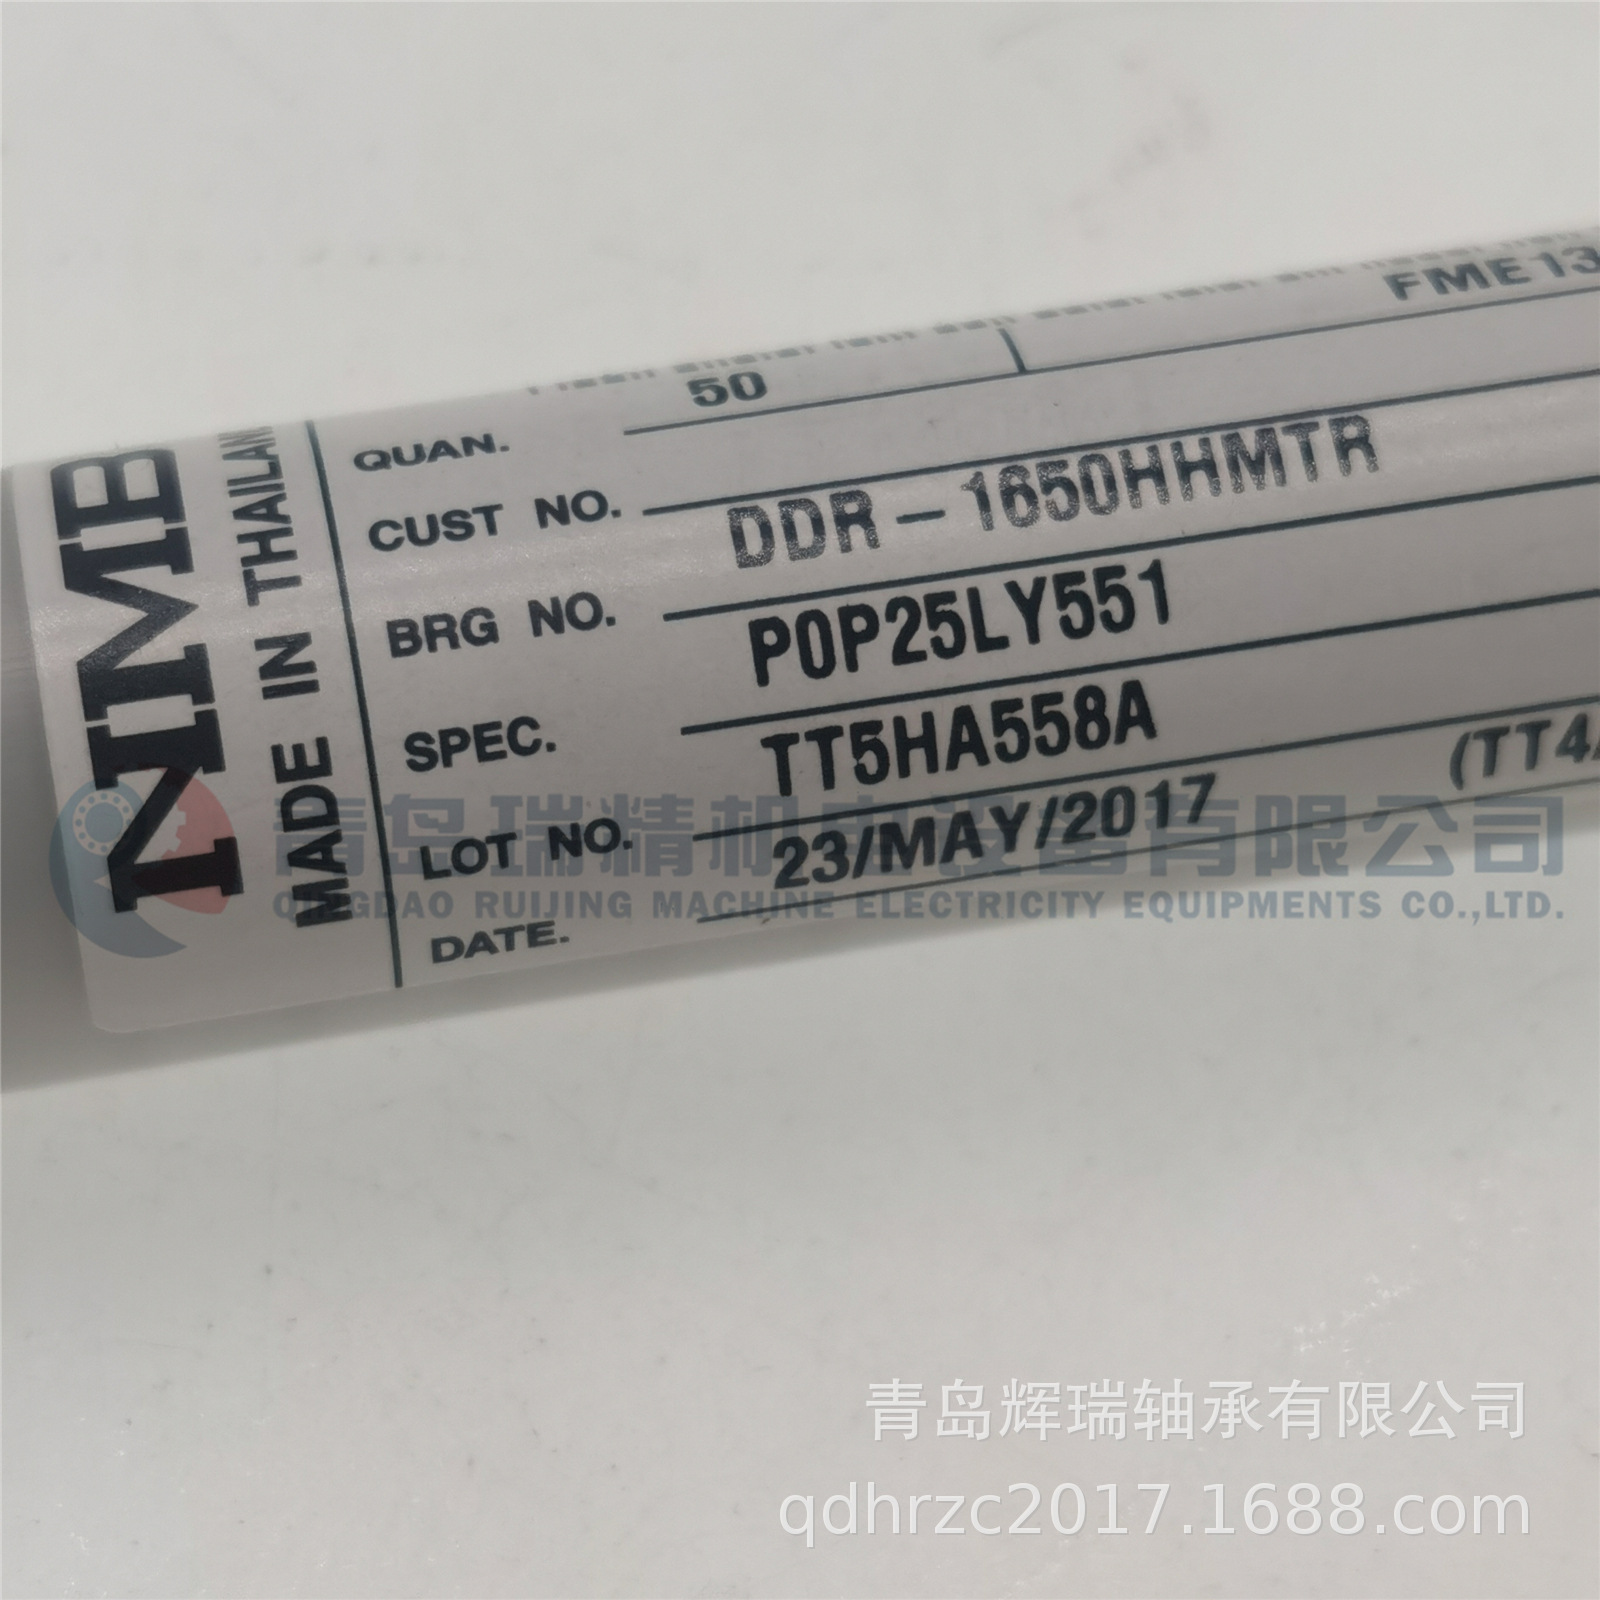 NMB
MADE IN THAILAND
FME13
QUAN. 50
CUST NO.
BRG NO. DDR-1650HHMTR
SPEC. P0P25LY551
LOT NO. TT5HA558A (TT4
DATE. 23/MAY/2017
青岛瑞精机电设备有限公司
QINGDAO RUIJING MACHINE ELECTRICITY EQUIPMENTS CO.,LTD.
青岛辉瑞轴承有限公司
qdhrzc2017.1688.com